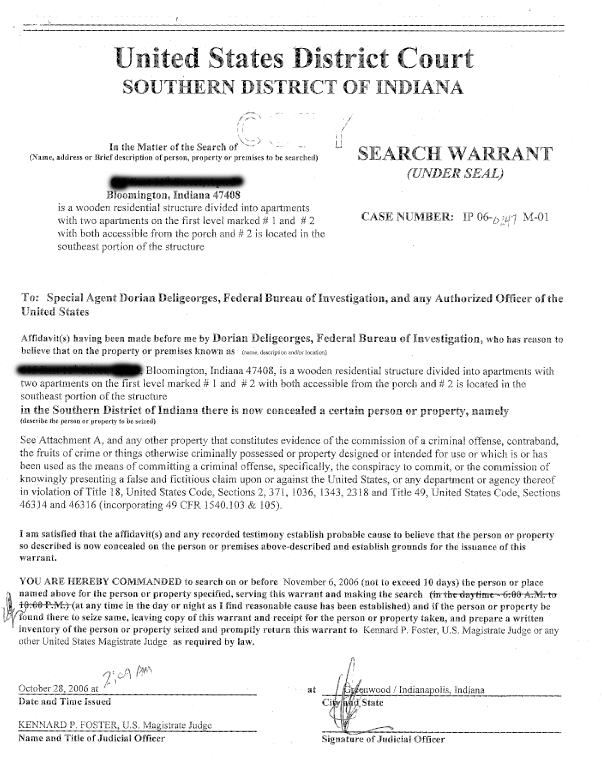 United States District Court
SOUTHERN DISTRICT OF INDIANA
In the Matter of the Search of
(Name, address or Brief description of person, property or premises to be searched)
SEARCH WARRANT
(UNDER SEAL)
Bloomington, Indiana 47408
is a wooden residential structure divided into apartments
with two apartments on the first level marked # 1 and # 2
with both accessible from the porch and # 2 is located in the
southeast portion of the structure
CASE NUMBER: IP 06-0247 M-01
To: Special Agent Dorian Deligeorges, Federal Bureau of Investigation, and any Authorized Officer of the
United States
Affidavit(s) having been made before me by Dorian Deligeorges, Federal Bureau of Investigation, who has reason to
believe that on the property or premises known as (name, description and/or location)
Bloomington, Indiana 47408, is a wooden residential structure divided into apartments with
two apartments on the first level marked # 1 and # 2 with both accessible from the porch and # 2 is located in the
southeast portion of the structure
in the Southern District of Indiana there is now concealed a certain person or property, namely
(describe the person or property to be seized)
See Attachment A, and any other property that constitutes evidence of the commission of a criminal offense, contraband,
the fruits of crime or things otherwise criminally possessed or property designed or intended for use or which is or has
been used as the means of committing a criminal offense, specifically, the conspiracy to commit, or the commission of
knowingly presenting a false and fictitious claim upon or against the United States, or any department or agency thereof
in violation of Title 18, United States Code, Sections 2, 371, 1036, 1343, 2318 and Title 49, United States Code, Sections
46314 and 46316 (incorporating 49 CFR 1540.103 & 105).
I am satisfied that the affidavit(s) and any recorded testimony establish probable cause to believe that the person or property
so described is now concealed on the person or premises above-described and establish grounds for the issuance of this
warrant.
YOU ARE HEREBY COMMANDED to search on or before November 6, 2006 (not to exceed 10 days) the person or place
named above for the person or property specified, serving this warrant and making the search (in the daytime - 6:00 A.M. to
10:00 P.M.) (at any time in the day or night as I find reasonable cause has been established) and if the person or property be
found there to seize same, leaving copy of this warrant and receipt for the person or property taken, and prepare a written
inventory of the person or property seized and promptly return this warrant to Kennard P. Foster, U.S. Magistrate Judge or any
other United States Magistrate Judge as required by law.
October 28, 2006 at 2:09 AM
Date and Time Issued
at Greenwood / Indianapolis, Indiana
City and State
KENNARD P. FOSTER, U.S. Magistrate Judge
Name and Title of Judicial Officer
Signature of Judicial Officer